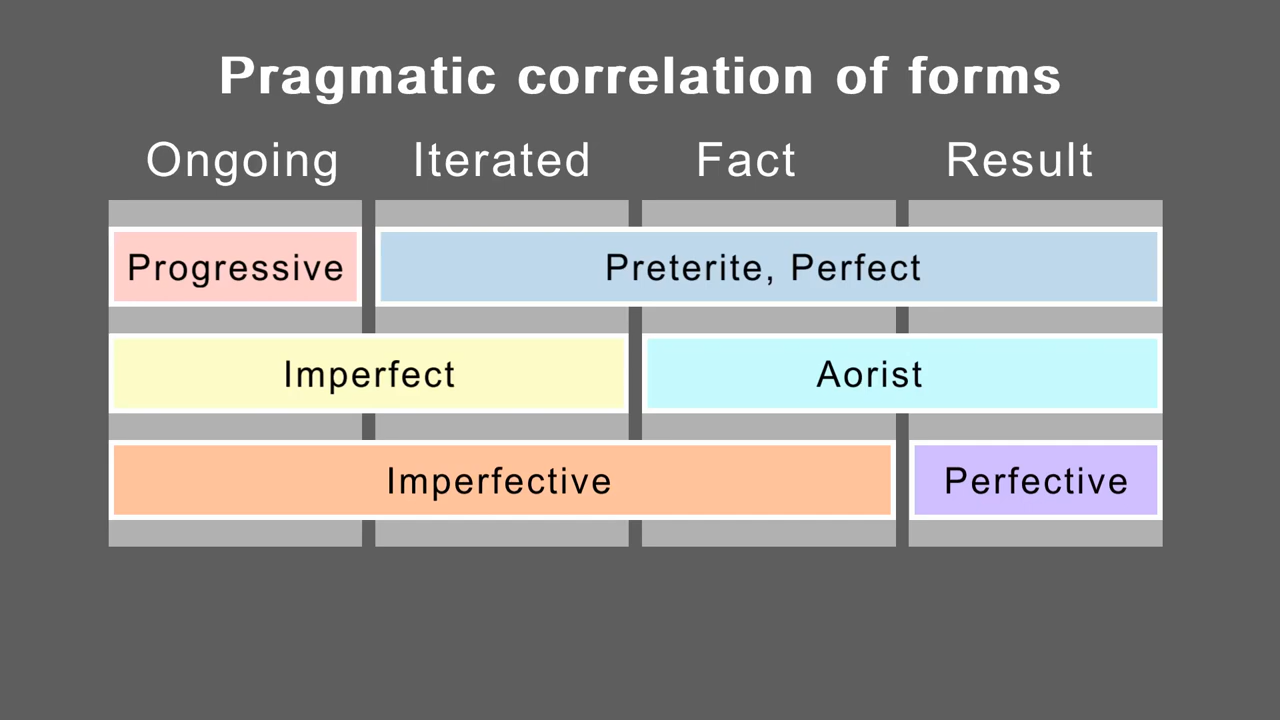 Pragmatic correlation of forms
Ongoing Iterated Fact Result
Progressive Preterite, Perfect
Imperfect Aorist
Imperfective Perfective